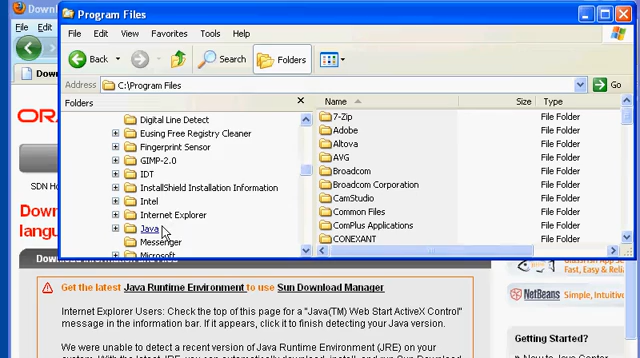 Downl
File Edit
Down
ORA
SDN Ho
Dow
langu
Program Files
File Edit View Favorites Tools Help
Back Search Folders
Address C:\Program Files Go
Folders
Digital Line Detect
Eusing Free Registry Cleaner
Fingerprint Sensor
GIMP-2.0
IDT
InstallShield Installation Information
Intel
Internet Explorer
Java
Messenger
Microsoft
Name Size Type
7-Zip File Folder
Adobe File Folder
Altova File Folder
AVG File Folder
Broadcom File Folder
Broadcom Corporation File Folder
CamStudio File Folder
Common Files File Folder
ComPlus Applications File Folder
CONEXANT File Folder
Get the latest Java Runtime Environment to use Sun Download Manager
Internet Explorer Users: Check the top of this page for a "Java(TM) Web Start ActiveX Control"
message in the information bar. If it appears, click it to finish detecting your Java version.
We were unable to detect a recent version of Java Runtime Environment (JRE) on your
Fast, Easy & Reli
NetBeans Simple, Intuitive
Getting Started?